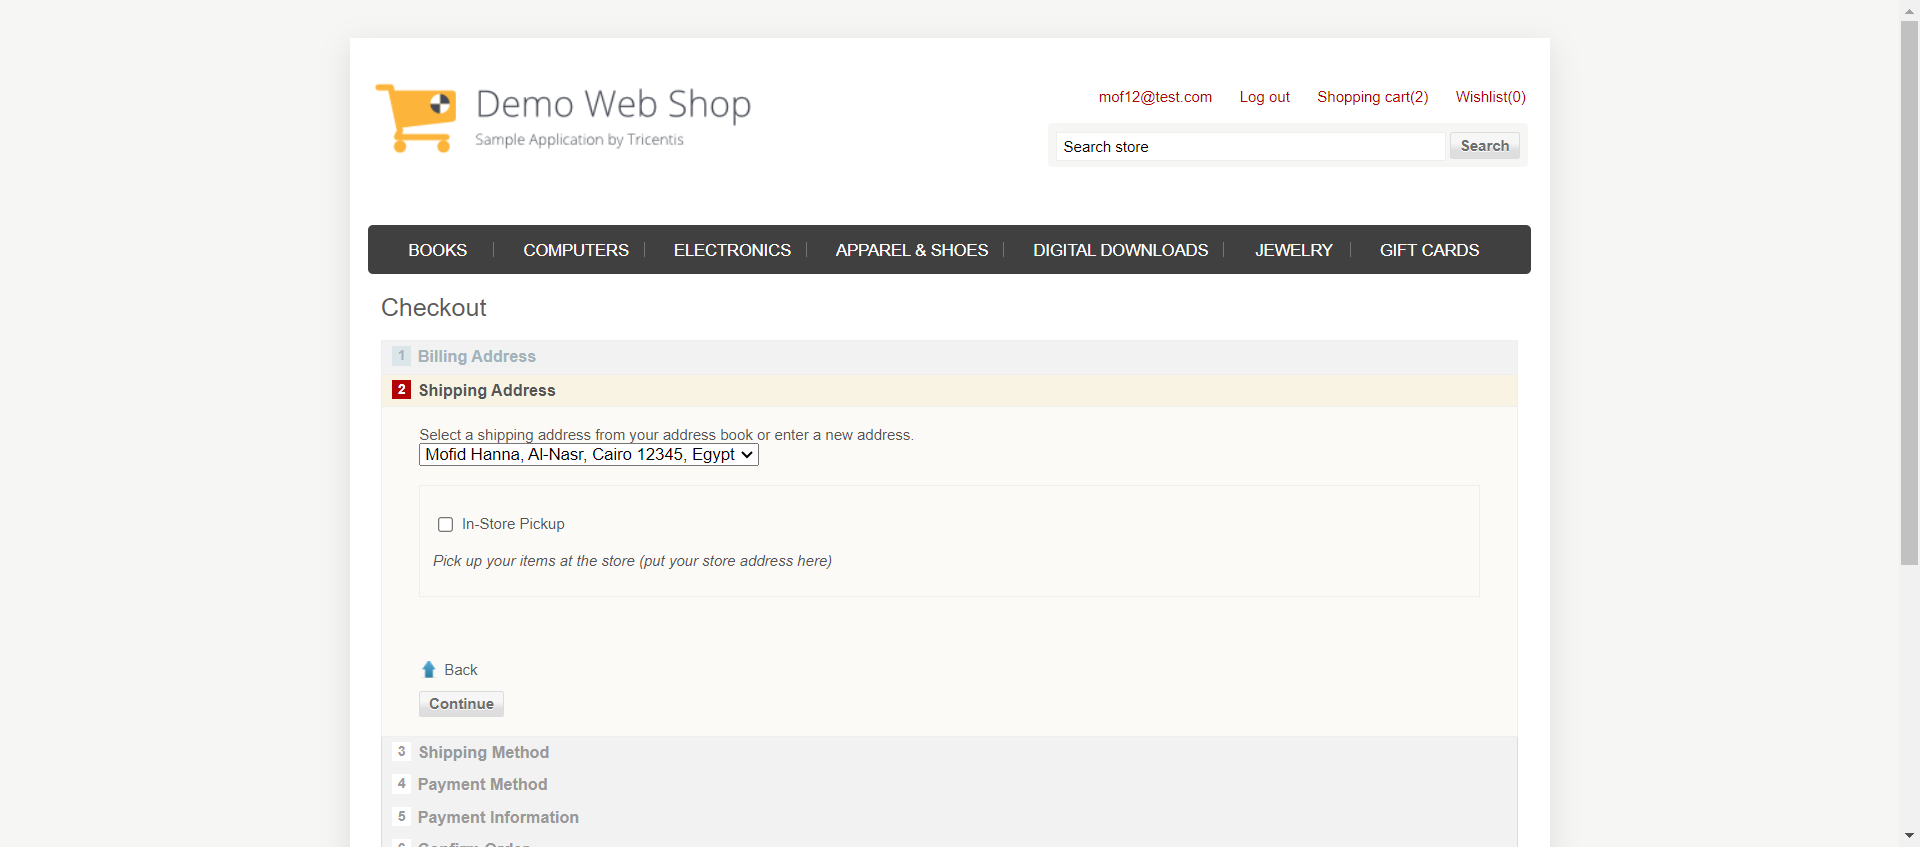 Demo Web Shop
Sample Application by Tricentis
mof12@test.com Log out Shopping cart(2) Wishlist(0)
Search store Search
BOOKS COMPUTERS ELECTRONICS APPAREL & SHOES DIGITAL DOWNLOADS JEWELRY GIFT CARDS
Checkout
1 Billing Address
2 Shipping Address
Select a shipping address from your address book or enter a new address.
Mofid Hanna, Al-Nasr, Cairo 12345, Egypt
In-Store Pickup
Pick up your items at the store (put your store address here)
Back
Continue
3 Shipping Method
4 Payment Method
5 Payment Information
6 Confirm Order